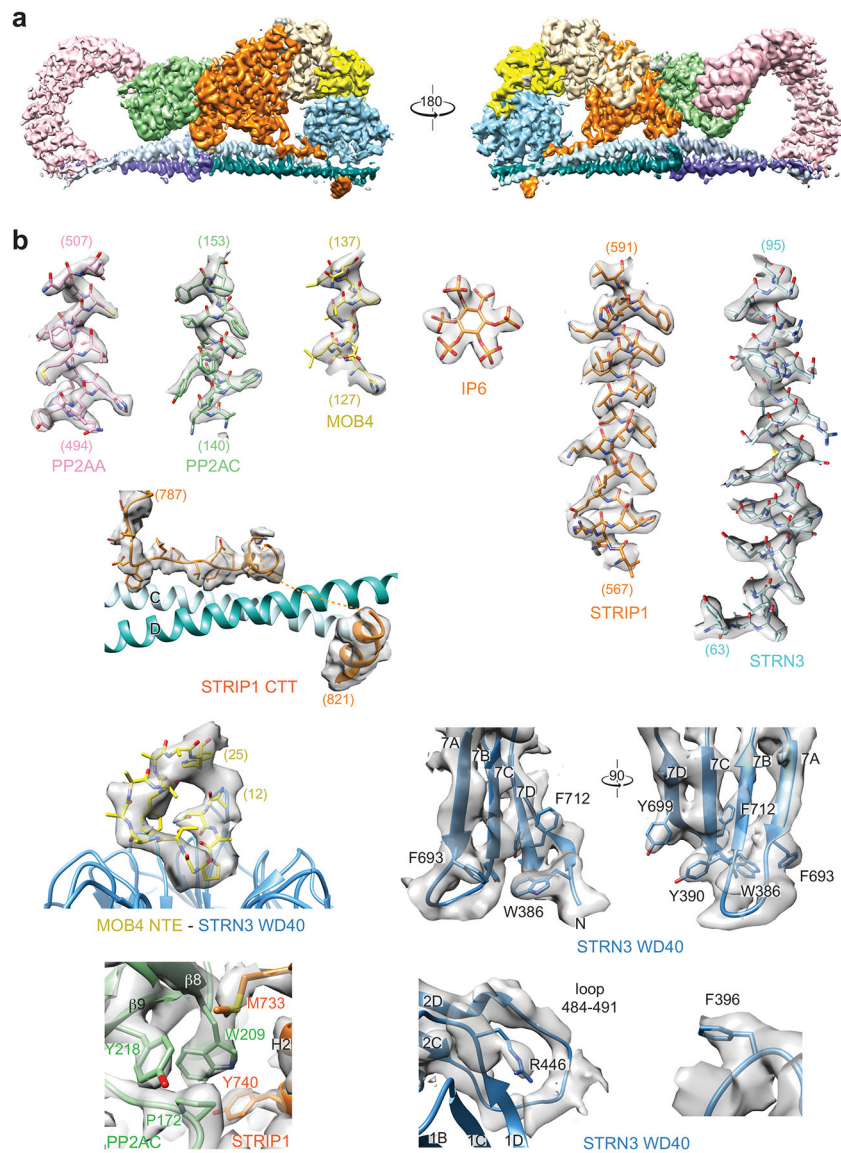 a
180
b
(507)
(153)
(137)
(591)
(95)
IP6
(127)
MOB4
(494)
PP2AA
(140)
PP2AC
(787)
C
D
STRIP1 CTT
(821)
(567)
STRIP1
(63)
STRN3
(25)
(12)
MOB4 NTE - STRN3 WD40
7A
7B
7C
7D
F712
F693
W386
N
90
7D
7C
7B
7A
Y699
F712
F693
Y390
W386
STRN3 WD40
β8
β9
M733
W209
H2
Y218
Y740
P172
PP2AC
STRIP1
2D
2C
loop
484-491
R446
1B
1C
1D
F396
STRN3 WD40